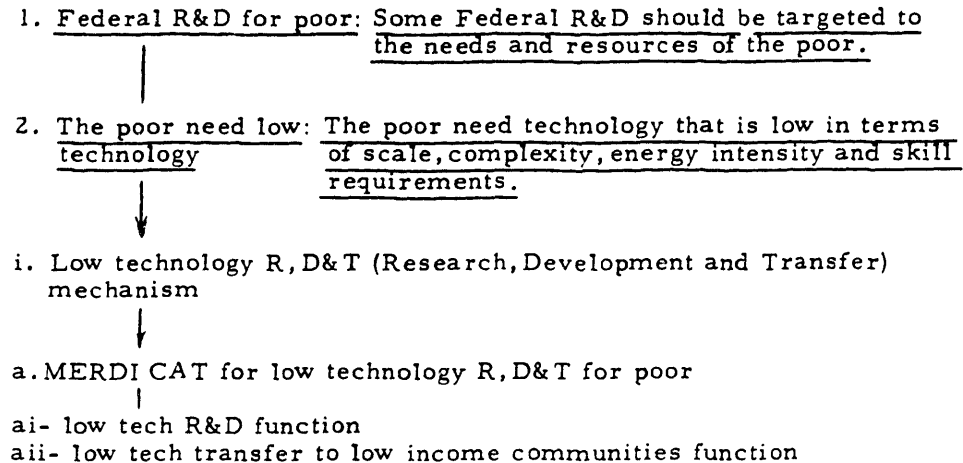 1. Federal R&D for poor: Some Federal R&D should be targeted to
the needs and resources of the poor.
2. The poor need low: The poor need technology that is low in terms
technology of scale, complexity, energy intensity and skill
requirements.
i. Low technology R, D&T (Research, Development and Transfer)
mechanism
a. MERDI CAT for low technology R, D&T for poor
ai- low tech R&D function
aii- low tech transfer to low income communities function